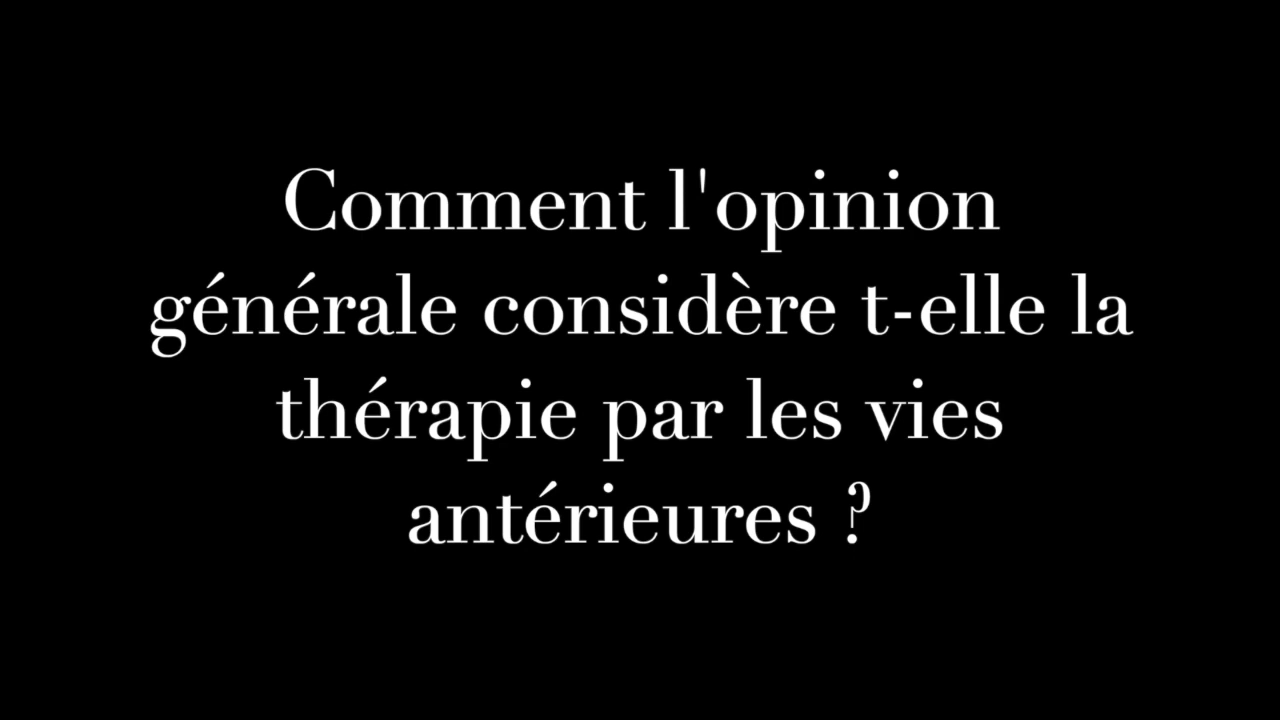 Comment l'opinion
générale considère t-elle la
thérapie par les vies
antérieures ?